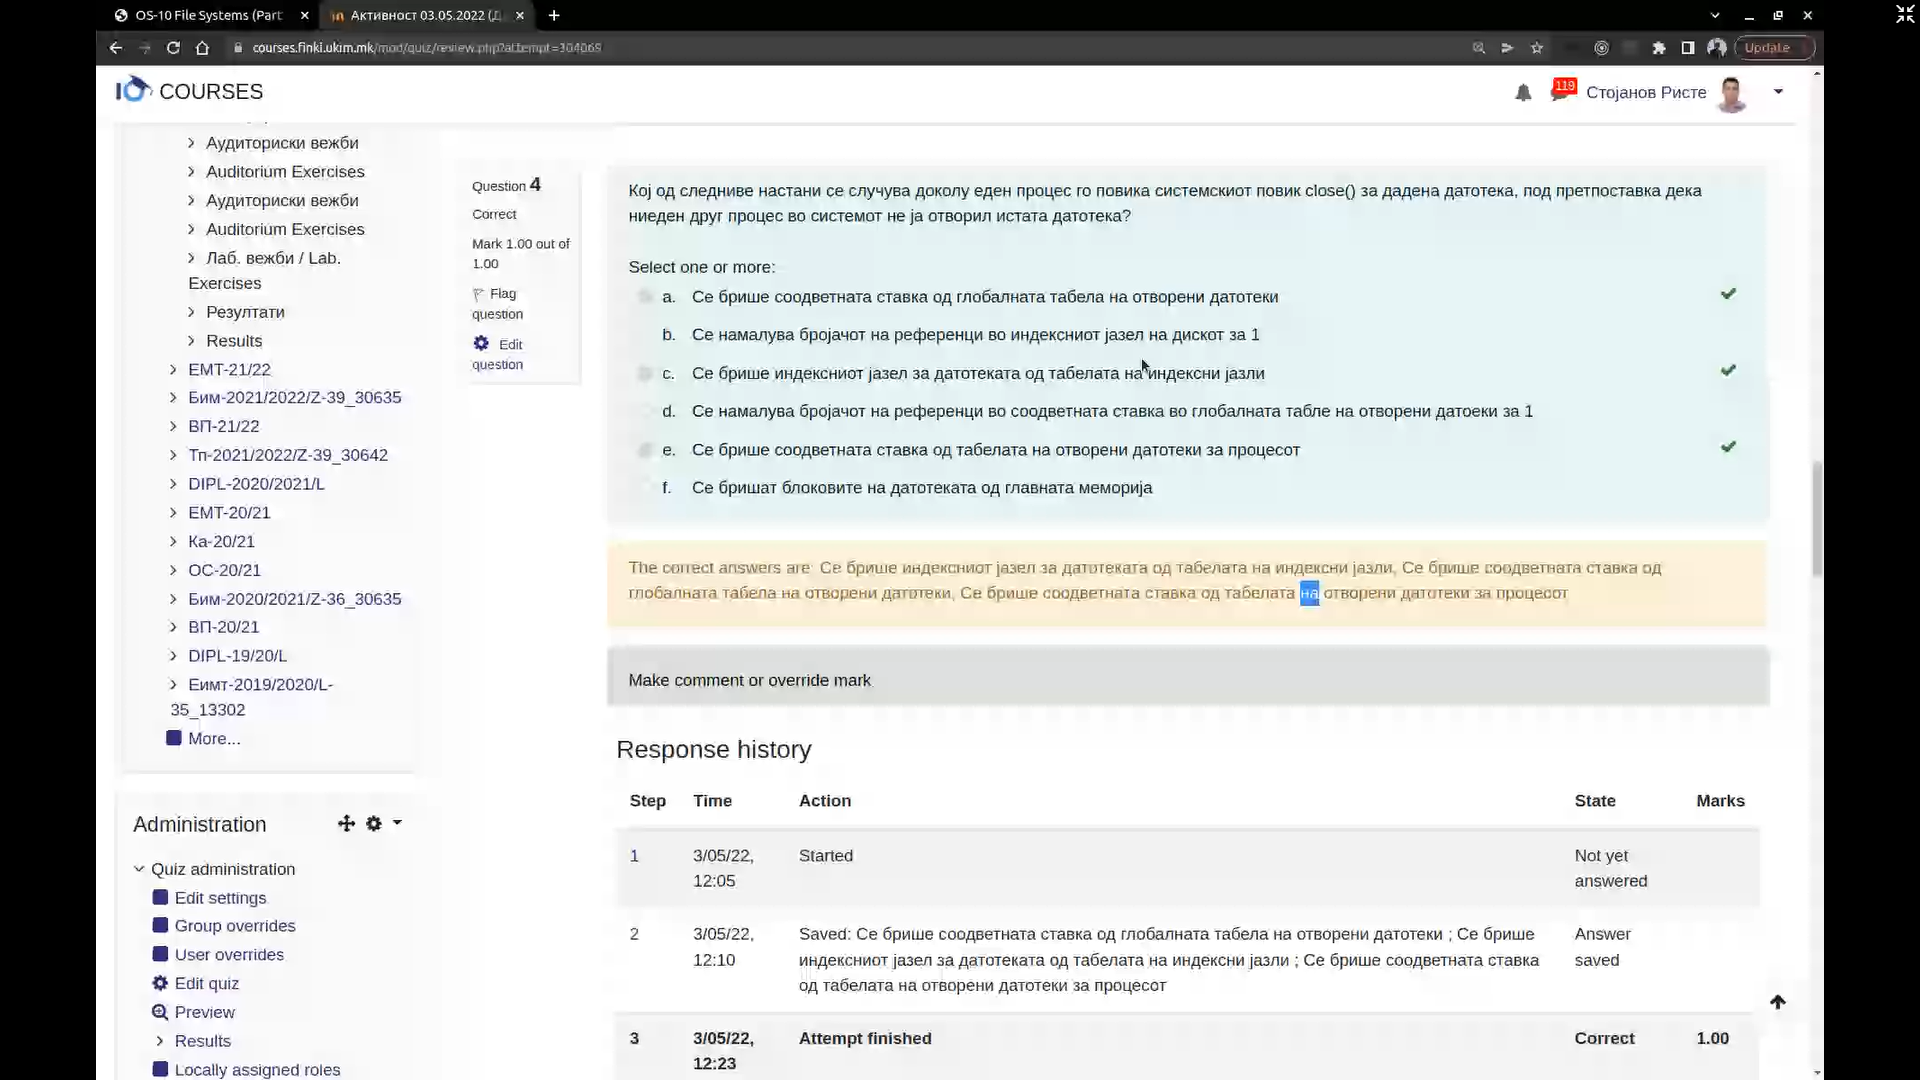 OS-10 File Systems (Part
Активност 03.05.2022 (Д
courses.finki.ukim.mk/mod/quiz/review.php?attempt=304069
Update
COURSES
119
Стојанов Ристе
Аудиториски вежби
Auditorium Exercises
Аудиториски вежби
Auditorium Exercises
Лаб. вежби / Lab.
Exercises
Резултати
Results
ЕМТ-21/22
Бим-2021/2022/Z-39_30635
ВП-21/22
Тп-2021/2022/Z-39_30642
DIPL-2020/2021/L
ЕМТ-20/21
Ка-20/21
ОС-20/21
Бим-2020/2021/Z-36_30635
ВП-20/21
DIPL-19/20/L
Еимт-2019/2020/L-
35_13302
More...
Administration
Quiz administration
Edit settings
Group overrides
User overrides
Edit quiz
Preview
Results
Locally assigned roles
Question 4
Correct
Mark 1.00 out of
1.00
Flag
question
Edit
question
Кој од следниве настани се случува доколу еден процес го повика системскиот повик close() за дадена датотека, под претпоставка дека
ниеден друг процес во системот не ја отворил истата датотека?
Select one or more:
a. Се брише соодветната ставка од глобалната табела на отворени датотеки
b. Се намалува бројачот на референци во индексниот јазел на дискот за 1
c. Се брише индексниот јазел за датотеката од табелата на индексни јазли
d. Се намалува бројачот на референци во соодветната ставка во глобалната табле на отворени датоеки за 1
e. Се брише соодветната ставка од табелата на отворени датотеки за процесот
f. Се бришат блоковите на датотеката од главната меморија
The correct answers are: Се брише индексниот јазел за датотеката од табелата на индексни јазли, Се брише соодветната ставка од
глобалната табела на отворени датотеки, Се брише соодветната ставка од табелата на отворени датотеки за процесот
Make comment or override mark
Response history
Step Time Action State Marks
1 3/05/22, Started Not yet
12:05 answered
2 3/05/22, Saved: Се брише соодветната ставка од глобалната табела на отворени датотеки ; Се брише Answer
12:10 индексниот јазел за датотеката од табелата на индексни јазли ; Се брише соодветната ставка saved
од табелата на отворени датотеки за процесот
3 3/05/22, Attempt finished Correct 1.00
12:23